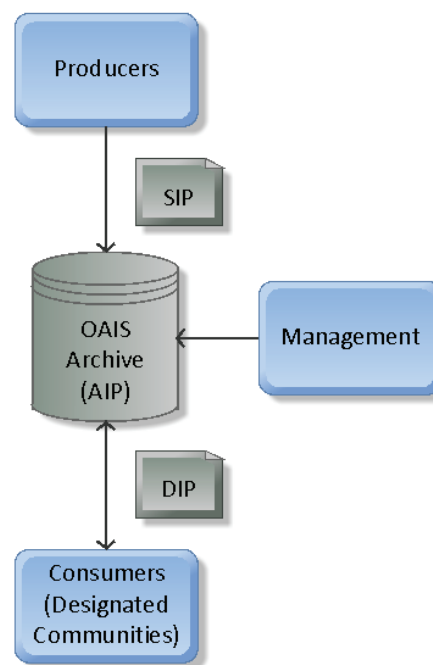 Producers
SIP
OAIS
Archive
(AIP)
Management
DIP
Consumers
(Designated
Communities)